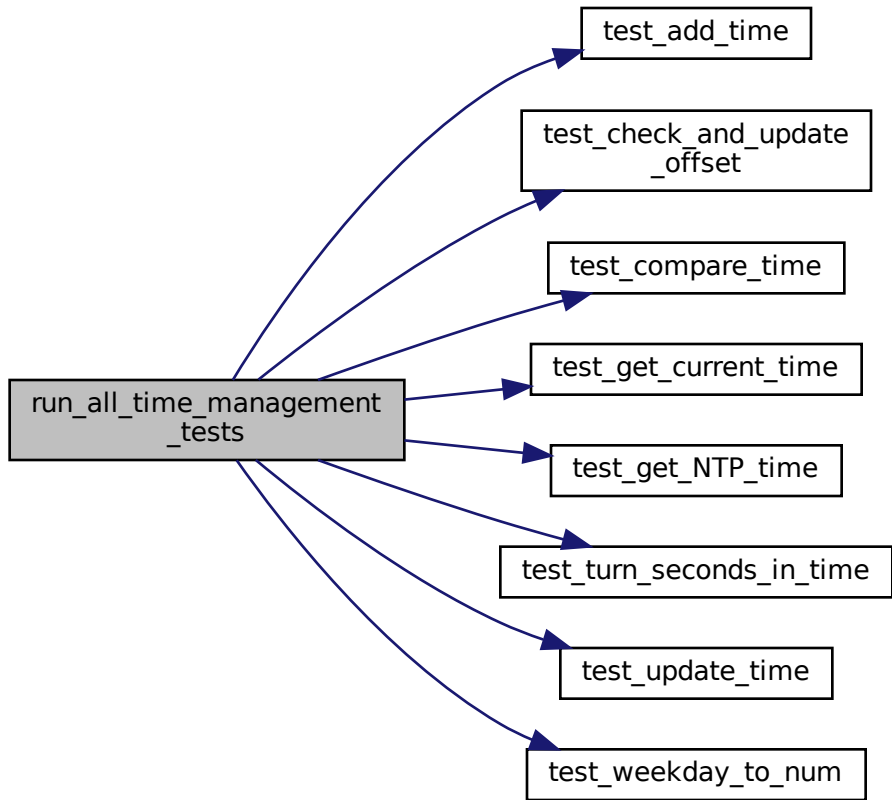 test_add_time
test_check_and_update
_offset
test_compare_time
test_get_current_time
run_all_time_management
_tests
test_get_NTP_time
test_turn_seconds_in_time
test_update_time
test_weekday_to_num